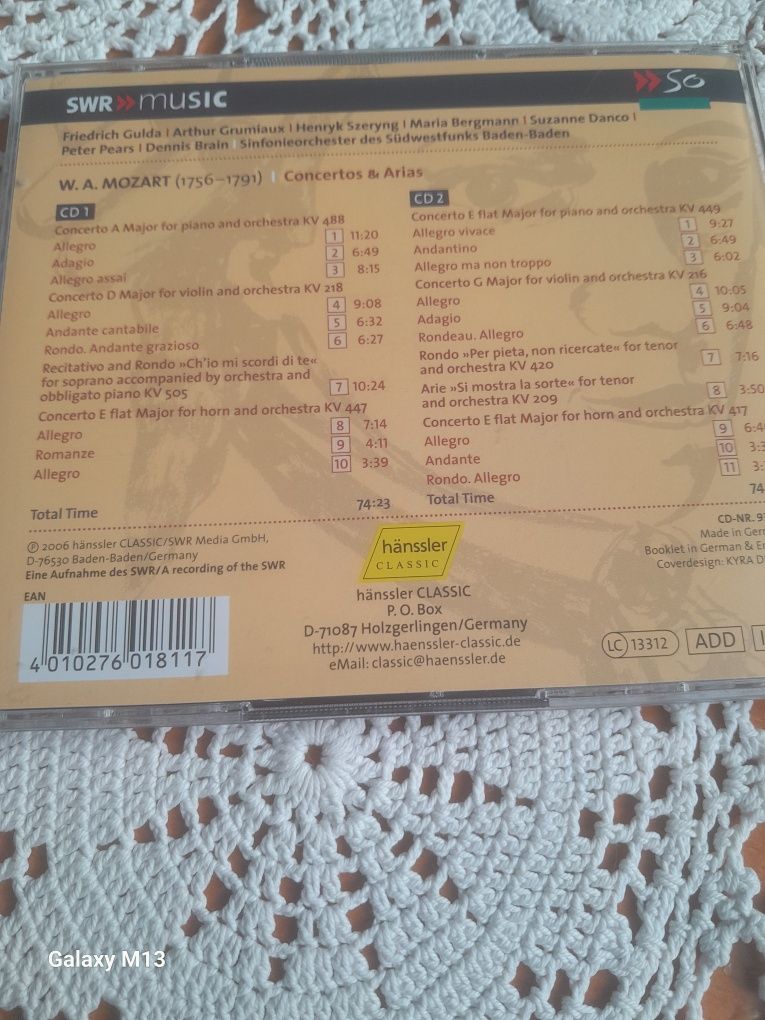 SWR»musIC
»50
Friedrich Gulda | Arthur Grumiaux | Henryk Szeryng | Maria Bergmann | Suzanne Danco |
Peter Pears | Dennis Brain | Sinfonieorchester des Südwestfunks Baden-Baden
W. A. MOZART (1756–1791) | Concertos & Arias
CD 1
Concerto A Major for piano and orchestra KV 488
Allegro 1 11:20
Adagio 2 6:49
Allegro assai 3 8:15
Concerto D Major for violin and orchestra KV 218
Allegro 4 9:08
Andante cantabile 5 6:32
Rondo. Andante grazioso 6 6:27
Recitativo and Rondo »Ch'io mi scordi di te«
for soprano accompanied by orchestra and
obbligato piano KV 505 7 10:24
Concerto E flat Major for horn and orchestra KV 447
Allegro 8 7:14
Romanze 9 4:11
Allegro 10 3:39
Total Time 74:23
CD 2
Concerto E flat Major for piano and orchestra KV 449
Allegro vivace 1 9:27
Andantino 2 6:49
Allegro ma non troppo 3 6:02
Concerto G Major for violin and orchestra KV 216
Allegro 4 10:05
Adagio 5 9:04
Rondeau. Allegro 6 6:48
Rondo »Per pieta, non ricercate« for tenor
and orchestra KV 420 7 7:16
Arie »Si mostra la sorte« for tenor
and orchestra KV 209 8 3:50
Concerto E flat Major for horn and orchestra KV 417
Allegro 9
Andante 10
Rondo. Allegro 11
Total Time
℗ 2006 hänssler CLASSIC/SWR Media GmbH,
D-76530 Baden-Baden/Germany
Eine Aufnahme des SWR/A recording of the SWR
EAN
4 010276 018117
hänssler
CLASSIC
hänssler CLASSIC
P. O. Box
D-71087 Holzgerlingen/Germany
http://www.haenssler-classic.de
eMail: classic@haenssler.de
CD-NR.
Made in
Booklet in German &
Coverdesign: KYRA
LC 13312
ADD
Galaxy M13